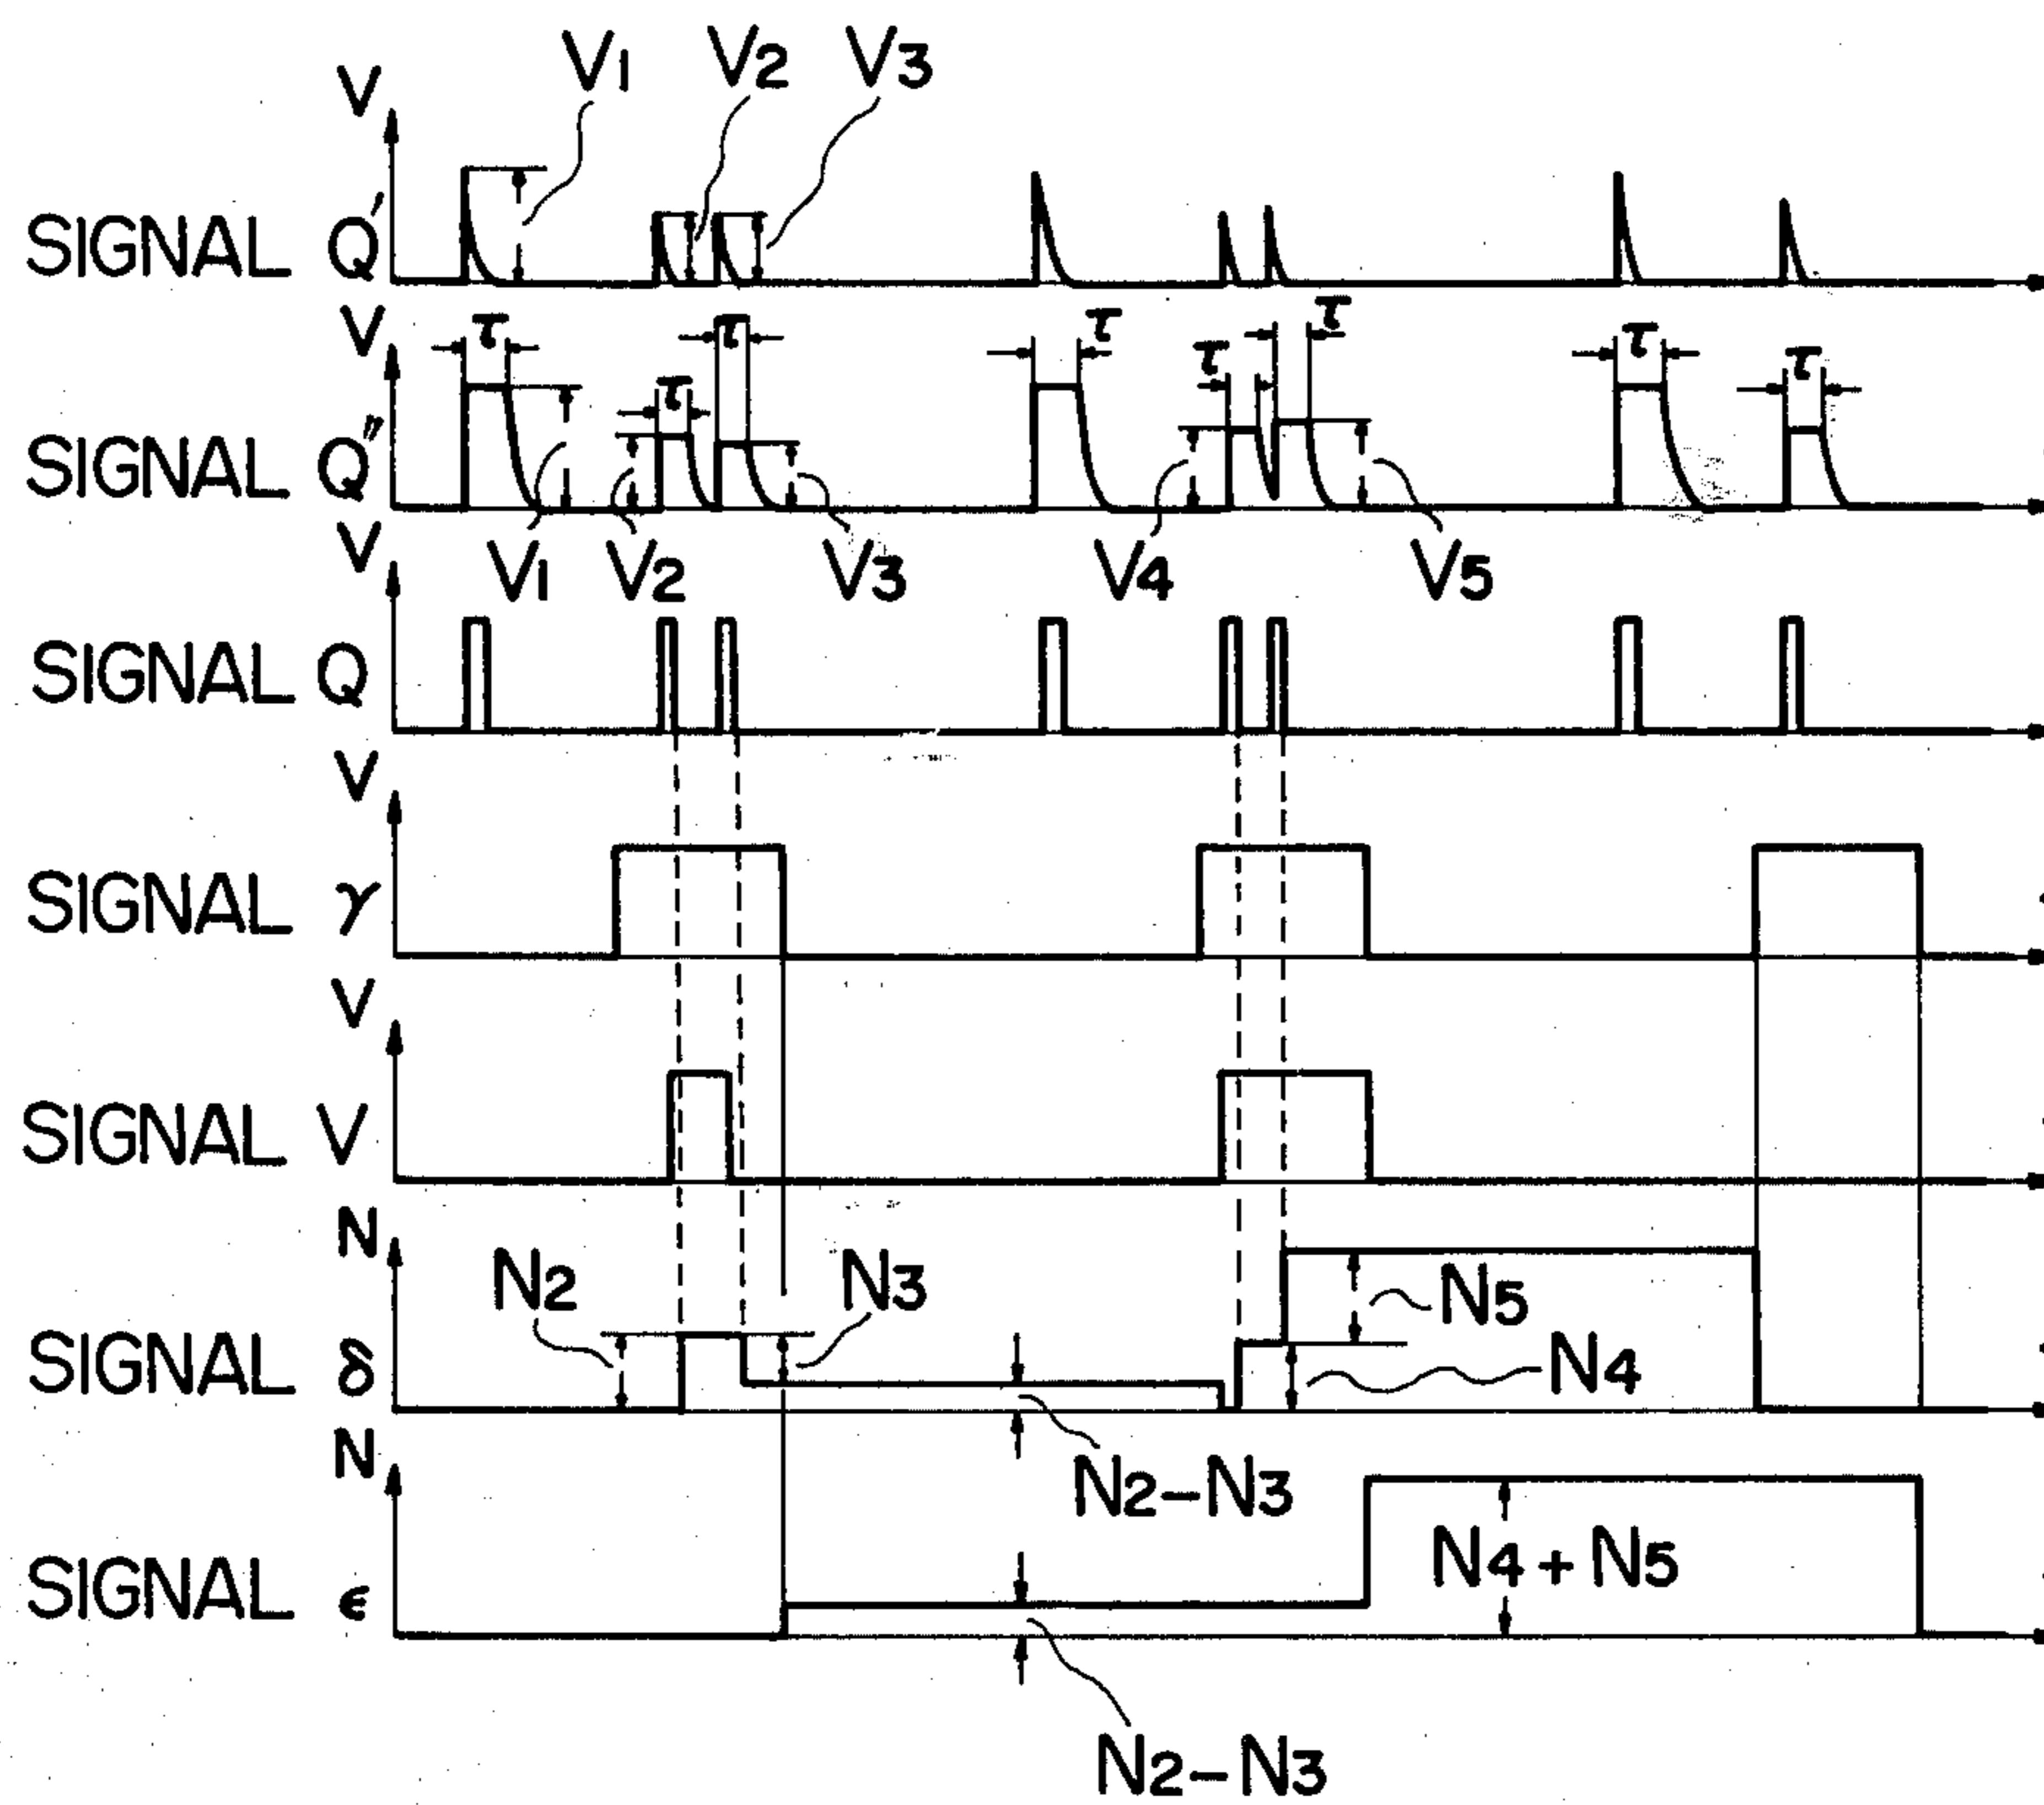 V1 V2 V3
V
SIGNAL Q′
V τ τ τ τ τ τ τ τ
SIGNAL Q″
V V1 V2 V3 V4 V5
SIGNAL Q
V
SIGNAL γ
V
SIGNAL V
N
N2 N3 N5
SIGNAL δ N4
N N2-N3
N4+N5
SIGNAL ε
N2-N3